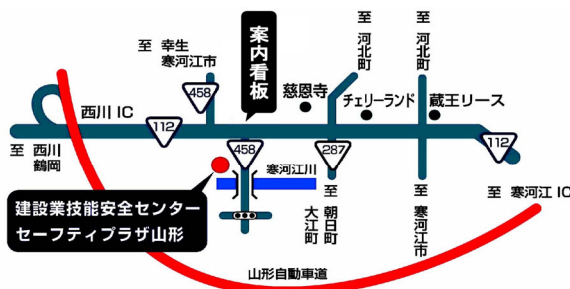 至 幸生
寒河江市
458
案内看板
至 河北町
至 河北町
慈恩寺
チェリーランド
蔵王リース
西川 IC
112
至 西川
鶴岡
458
寒河江川
287
112
至 朝日町
大江町
至 寒河江市
至 寒河江 IC
建設業技能安全センター
セーフティプラザ山形
山形自動車道